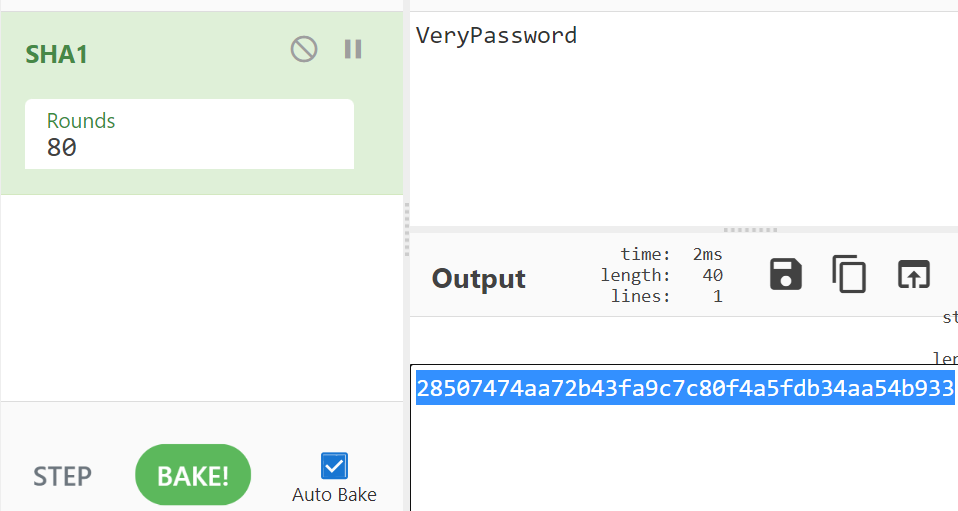 SHA1
Rounds
80
STEP
BAKE!
Auto Bake
VeryPassword
Output
time: 2ms
length: 40
lines: 1
28507474aa72b43fa9c7c80f4a5fdb34aa54b933